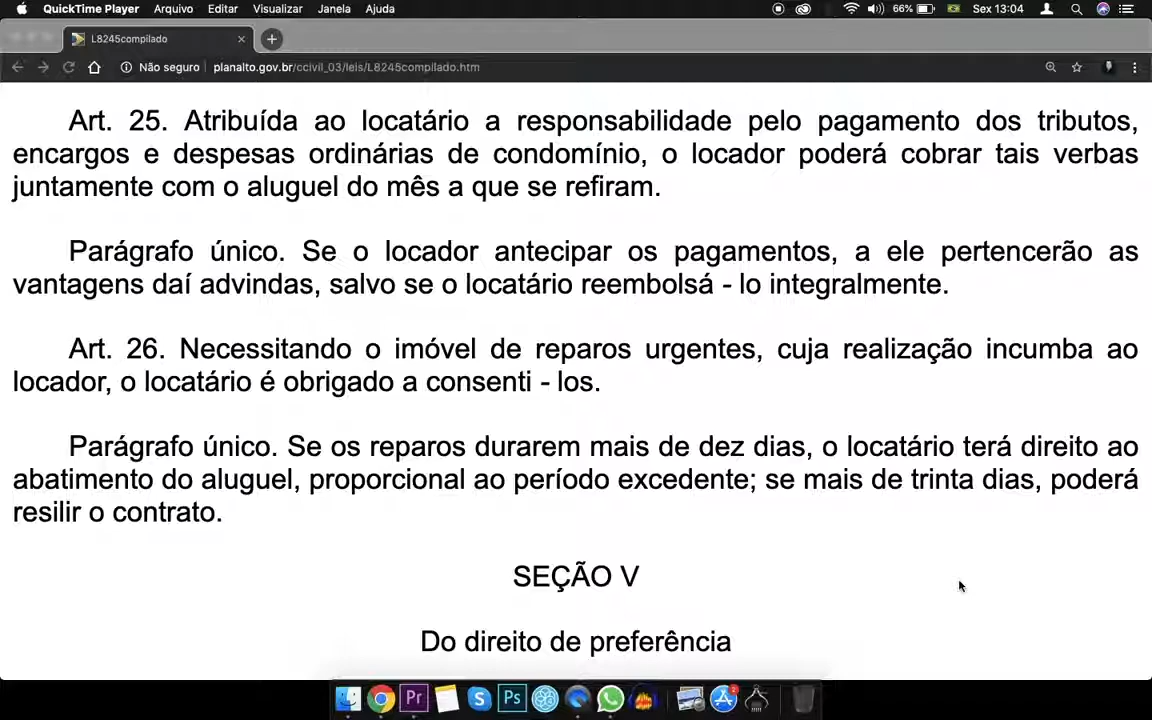 QuickTime Player Arquivo Editar Visualizar Janela Ajuda 66% Sex 13:04
L8245compilado
Não seguro planalto.gov.br/ccivil_03/leis/L8245compilado.htm
Art. 25. Atribuída ao locatário a responsabilidade pelo pagamento dos tributos,
encargos e despesas ordinárias de condomínio, o locador poderá cobrar tais verbas
juntamente com o aluguel do mês a que se refiram.
Parágrafo único. Se o locador antecipar os pagamentos, a ele pertencerão as
vantagens daí advindas, salvo se o locatário reembolsá - lo integralmente.
Art. 26. Necessitando o imóvel de reparos urgentes, cuja realização incumba ao
locador, o locatário é obrigado a consenti - los.
Parágrafo único. Se os reparos durarem mais de dez dias, o locatário terá direito ao
abatimento do aluguel, proporcional ao período excedente; se mais de trinta dias, poderá
resilir o contrato.
SEÇÃO V
Do direito de preferência
Pr S Ps 2